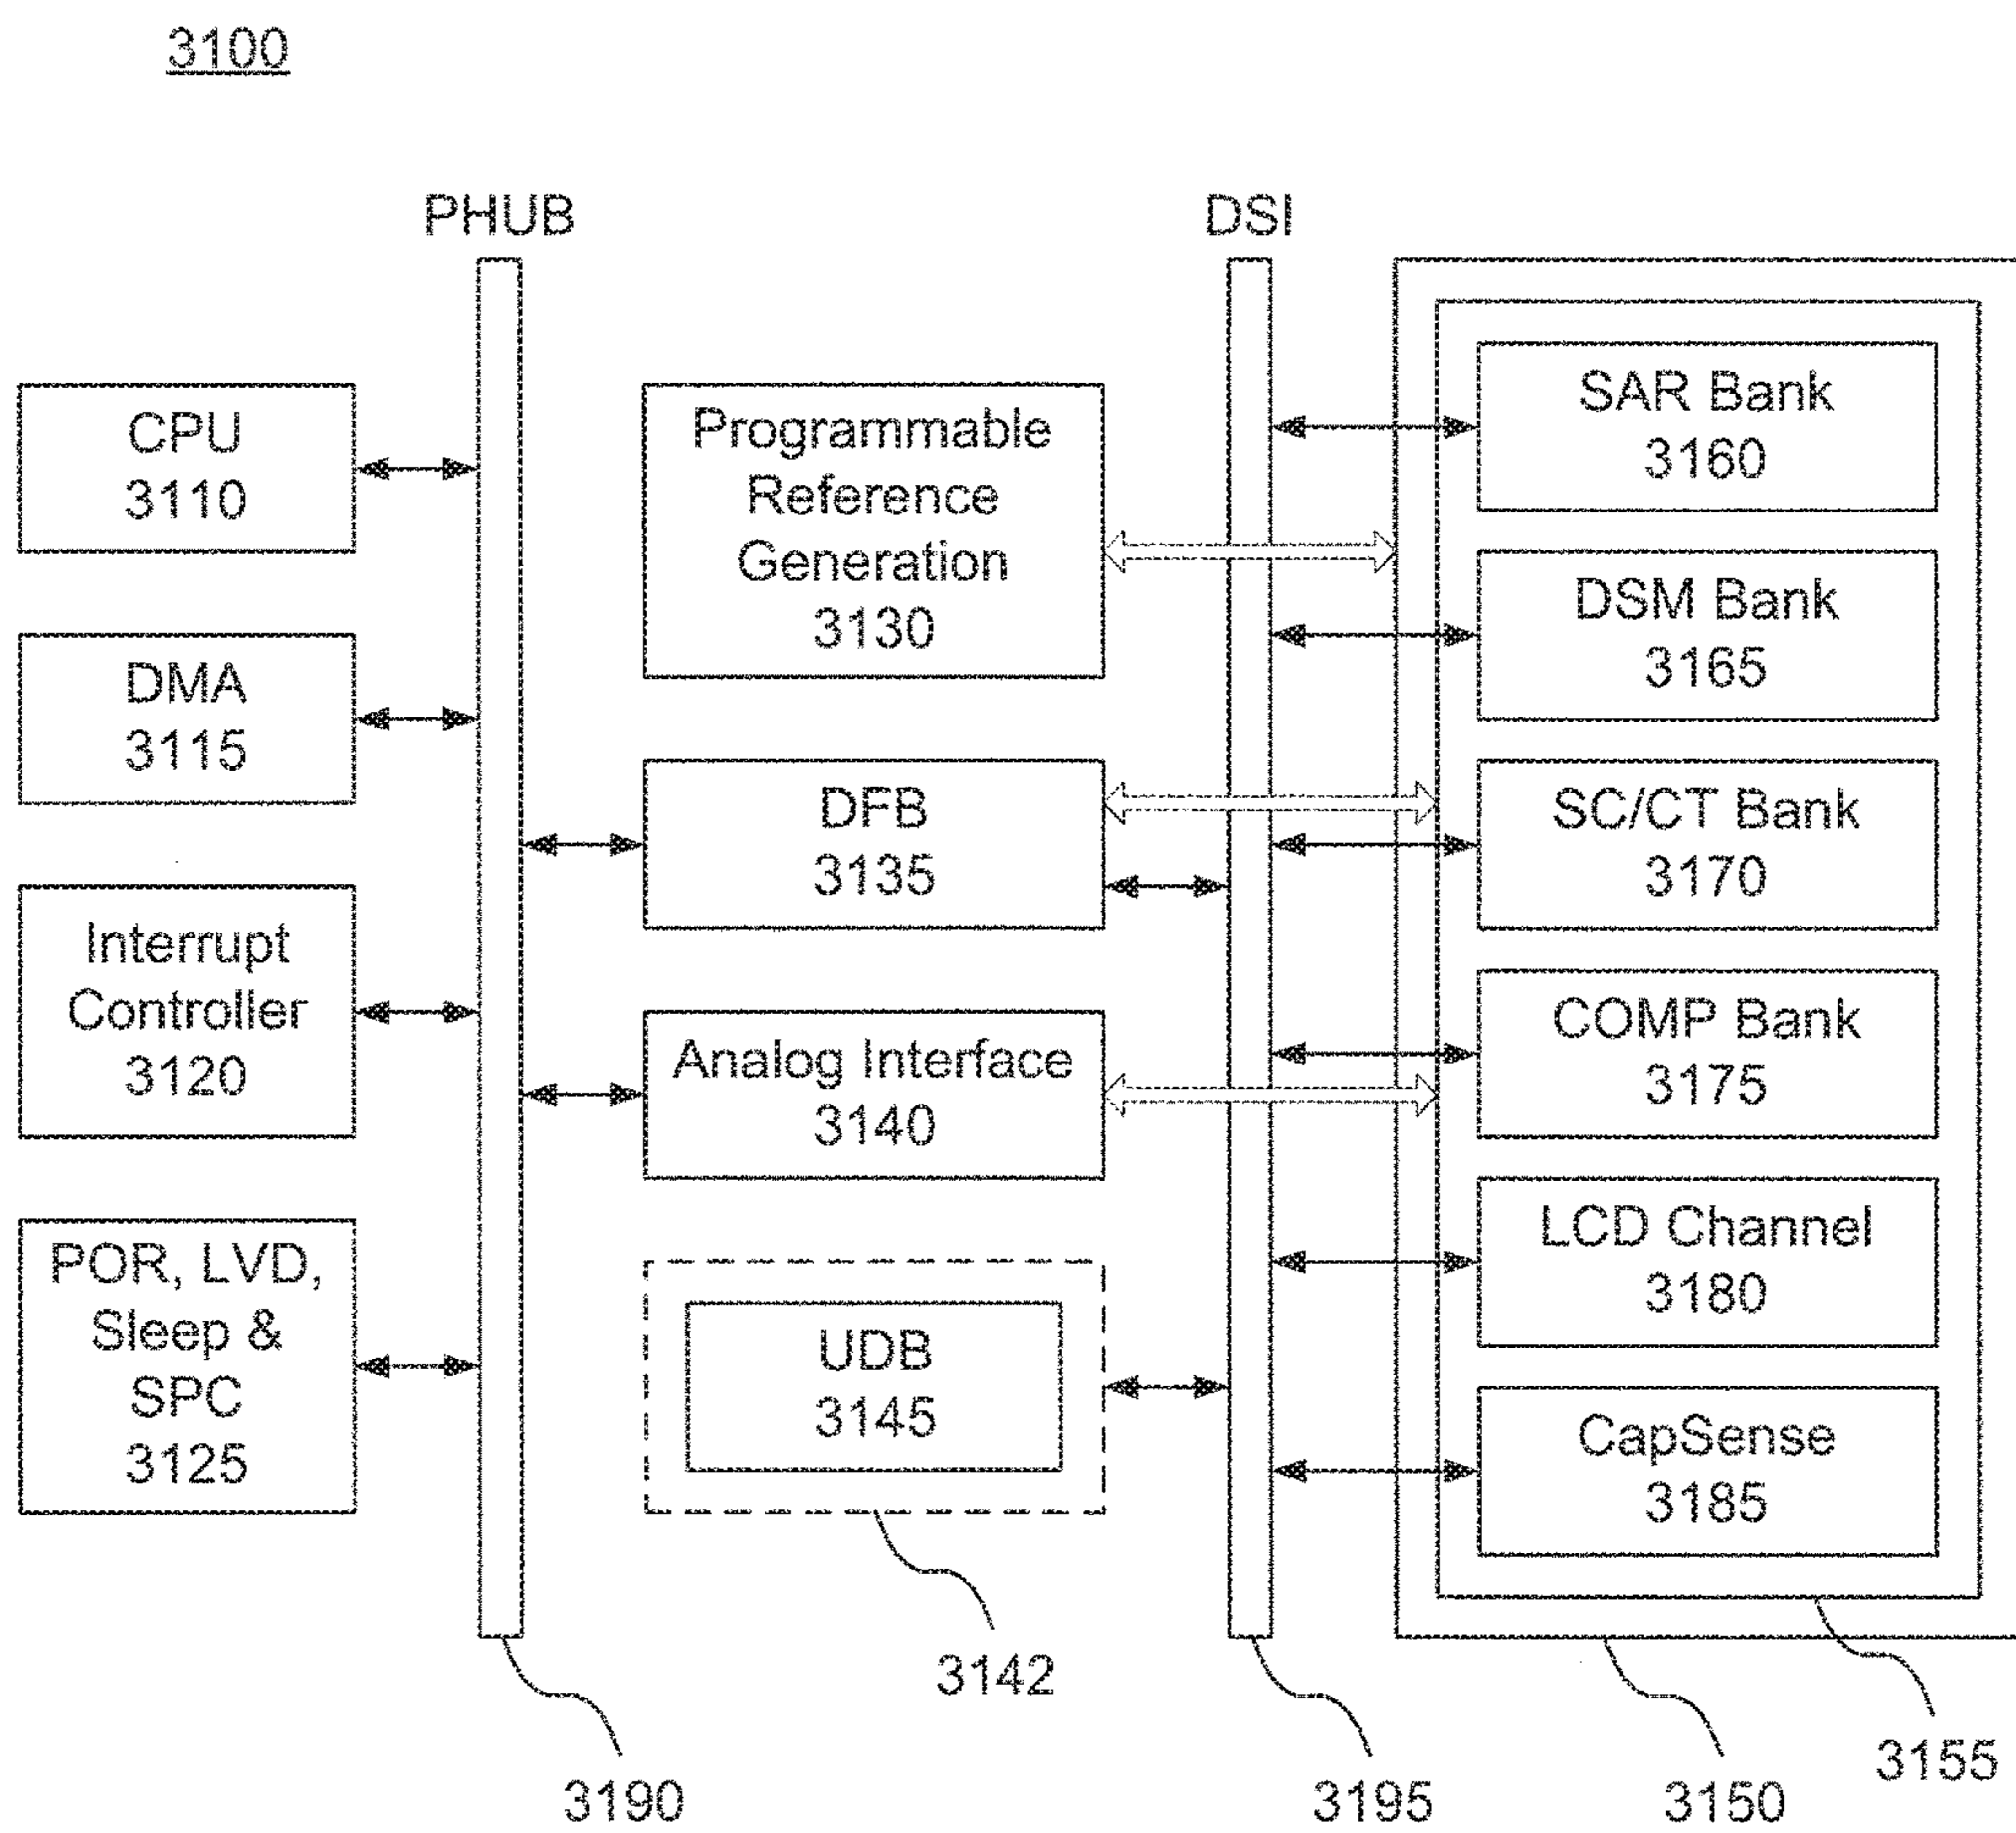 3100
PHUB
DSI
CPU
3110
DMA
3115
Interrupt
Controller
3120
POR, LVD,
Sleep &
SPC
3125
Programmable
Reference
Generation
3130
DFB
3135
Analog Interface
3140
UDB
3145
SAR Bank
3160
DSM Bank
3165
SC/CT Bank
3170
COMP Bank
3175
LCD Channel
3180
CapSense
3185
3142
3190
3195
3150
3155